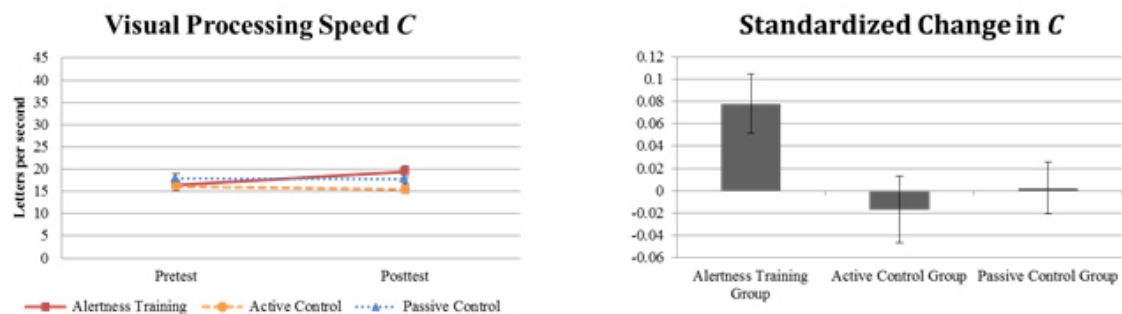 Visual Processing Speed C
Letters per second
45
40
35
30
25
20
15
10
5
0
Pretest Posttest
Alertness Training Active Control Passive Control
Standardized Change in C
0.12
0.1
0.08
0.06
0.04
0.02
0
-0.02
-0.04
-0.06
Alertness Training Group
Active Control Group
Passive Control Group